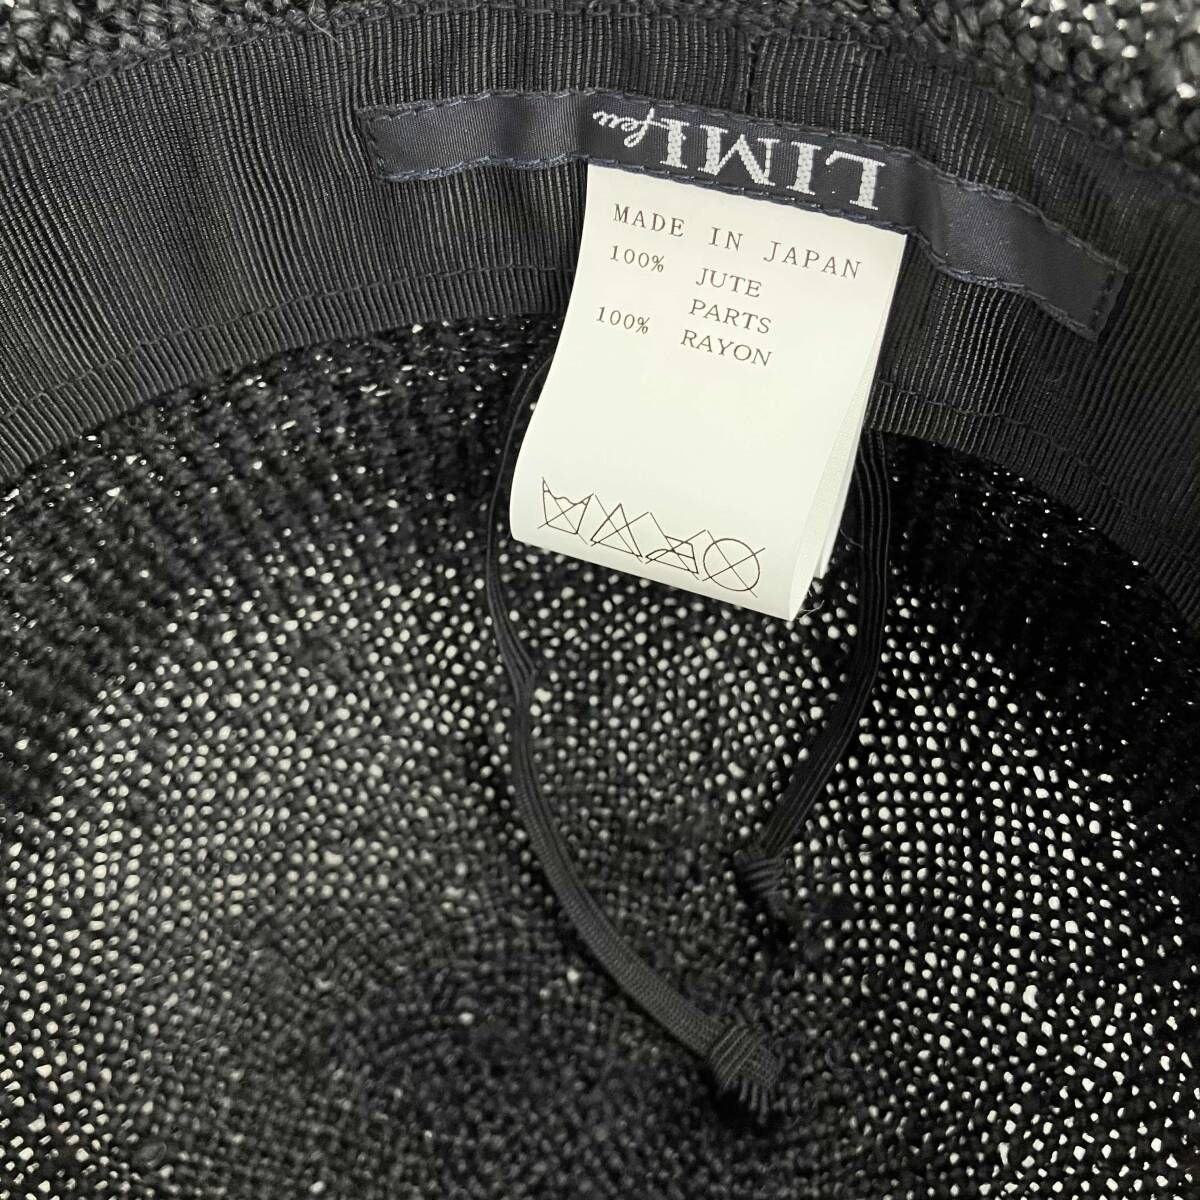 LIMI feu
MADE IN JAPAN
100% JUTE
PARTS
100% RAYON